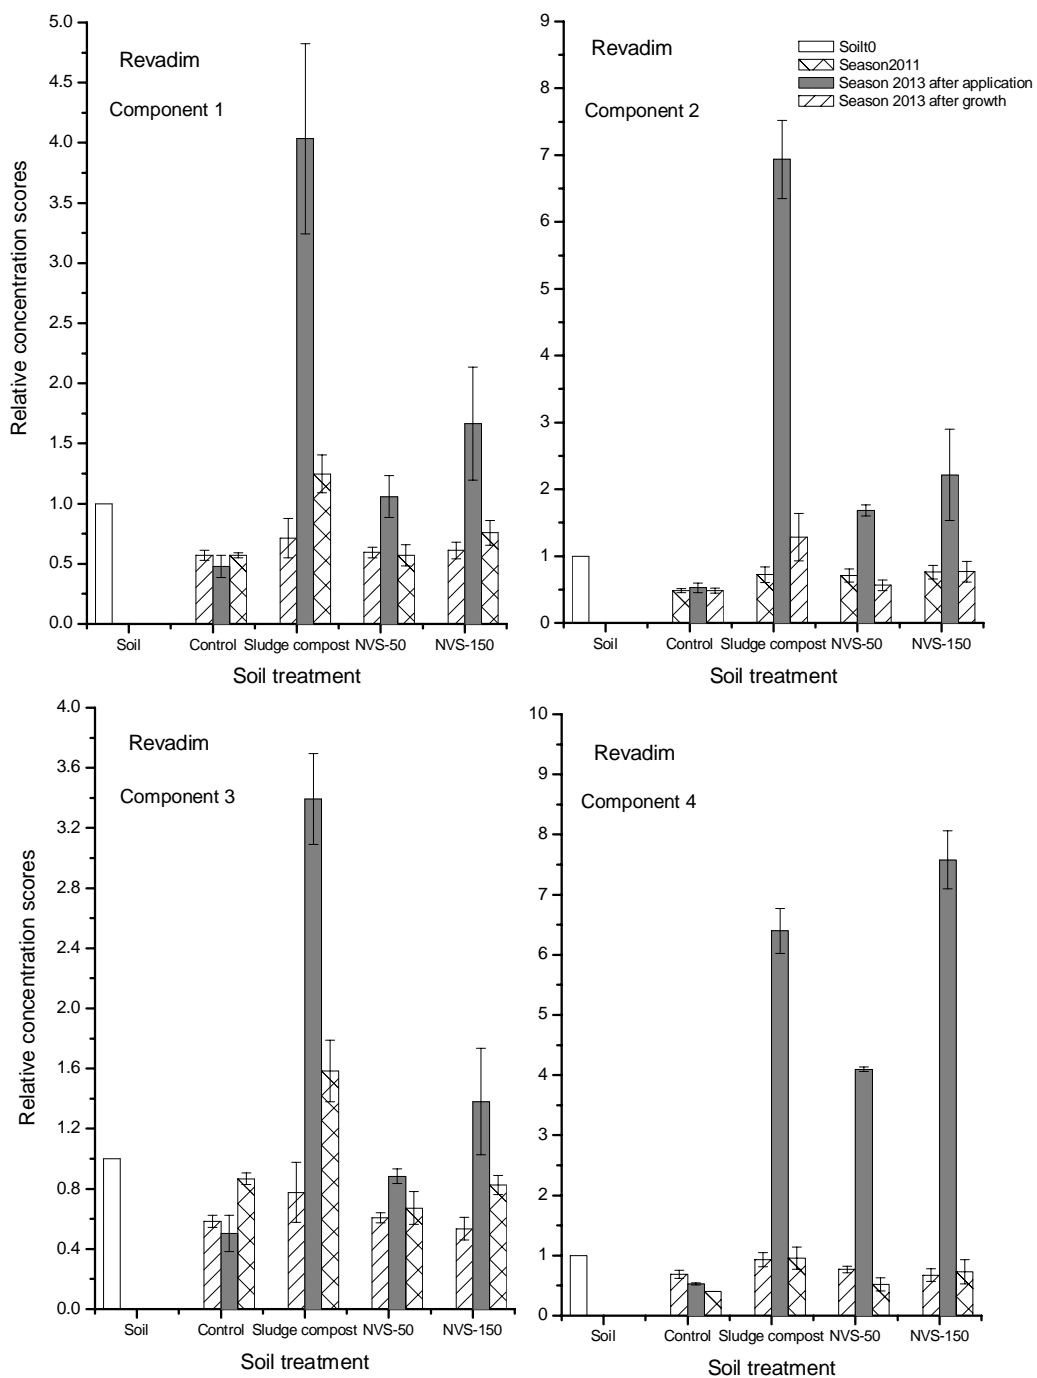 Revadim
Component 1
Relative concentration scores
5.0
4.5
4.0
3.5
3.0
2.5
2.0
1.5
1.0
0.5
0.0
Soil Control Sludge compost NVS-50 NVS-150
Soil treatment
Revadim
Component 2
Soilt0
Season2011
Season 2013 after application
Season 2013 after growth
9
8
7
6
5
4
3
2
1
0
Soil Control Sludge compost NVS-50 NVS-150
Soil treatment
Revadim
Component 3
Relative concentration scores
4.0
3.6
3.2
2.8
2.4
2.0
1.6
1.2
0.8
0.4
0.0
Soil Control Sludge compost NVS-50 NVS-150
Soil treatment
Revadim
Component 4
10
9
8
7
6
5
4
3
2
1
0
Soil Control Sludge compost NVS-50 NVS-150
Soil treatment